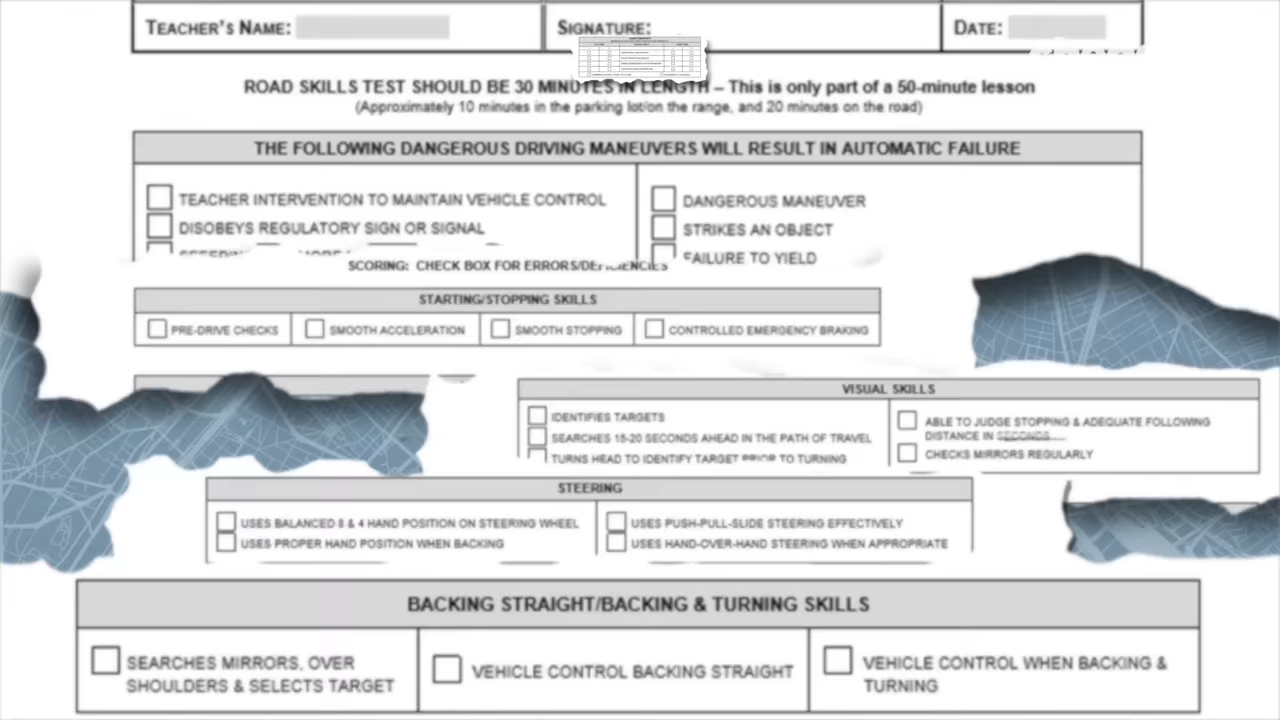 TEACHER'S NAME:
SIGNATURE:
DATE:
ROAD SKILLS TEST SHOULD BE 30 MINUTES IN LENGTH – This is only part of a 50-minute lesson
(Approximately 10 minutes in the parking lot/on the range, and 20 minutes on the road)
THE FOLLOWING DANGEROUS DRIVING MANEUVERS WILL RESULT IN AUTOMATIC FAILURE
TEACHER INTERVENTION TO MAINTAIN VEHICLE CONTROL
DISOBEYS REGULATORY SIGN OR SIGNAL
DANGEROUS MANEUVER
STRIKES AN OBJECT
FAILURE TO YIELD
SCORING: CHECK BOX FOR ERRORS/DEFICIENCIES
STARTING/STOPPING SKILLS
PRE-DRIVE CHECKS
SMOOTH ACCELERATION
SMOOTH STOPPING
CONTROLLED EMERGENCY BRAKING
VISUAL SKILLS
IDENTIFIES TARGETS
SEARCHES 15-20 SECONDS AHEAD IN THE PATH OF TRAVEL
TURNS HEAD TO IDENTIFY TARGET PRIOR TO TURNING
ABLE TO JUDGE STOPPING & ADEQUATE FOLLOWING
DISTANCE IN SECONDS
CHECKS MIRRORS REGULARLY
STEERING
USES BALANCED 8 & 4 HAND POSITION ON STEERING WHEEL
USES PROPER HAND POSITION WHEN BACKING
USES PUSH-PULL-SLIDE STEERING EFFECTIVELY
USES HAND-OVER-HAND STEERING WHEN APPROPRIATE
BACKING STRAIGHT/BACKING & TURNING SKILLS
SEARCHES MIRRORS, OVER
SHOULDERS & SELECTS TARGET
VEHICLE CONTROL BACKING STRAIGHT
VEHICLE CONTROL WHEN BACKING &
TURNING